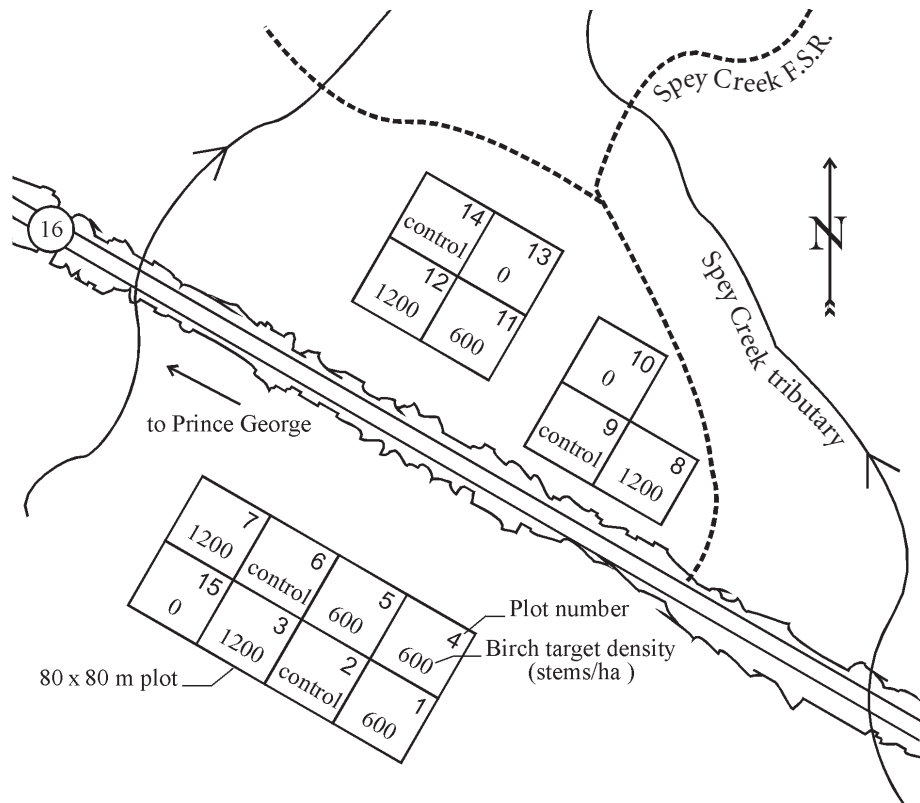 Spey Creek F.S.R.
16
N
14
control
13
0
12
1200
11
600
Spey Creek tributary
10
0
9
control
8
1200
to Prince George
7
1200
6
control
5
600
4
600
15
0
3
1200
2
control
1
600
Plot number
Birch target density
(stems/ha )
80 x 80 m plot